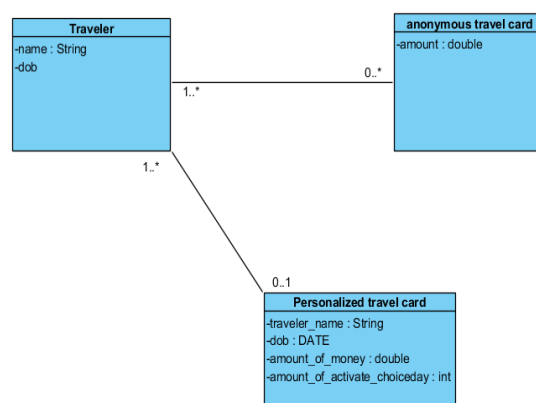 Traveler
-name : String
-dob
anonymous travel card
-amount : double
1..*
0..*
1..*
0..1
Personalized travel card
-traveler_name : String
-dob : DATE
-amount_of_money : double
-amount_of_activate_choiceday : int